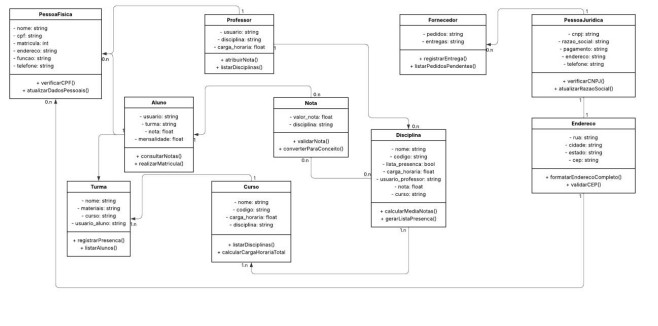 PessoaFisica
- nome: string
- cpf: string
- matricula: int
- endereco: string
- funcao: string
- telefone: string
+ verificarCPF()
+ atualizarDadosPessoais()
0.n
0.n
1
Professor
- usuario: string
- disciplina: string
- carga_horaria: float
+ atribuirNota()
+ listarDisciplinas()
1
Fornecedor
- pedidos: string
- entregas: string
+ registrarEntrega()
+ listarPedidosPendentes()
0.n
1
PessoaJuridica
- cnpj: string
- razao_social: string
- pagamento: string
- endereco: string
- telefone: string
+ verificarCNPJ()
+ atualizarRazaoSocial()
1
Aluno
- usuario: string
- turma: string
- nota: float
- mensalidade: float
+ consultarNotas()
+ realizarMatricula()
1
1
0.n
Nota
- valor_nota: float
- disciplina: string
+ validarNota()
+ converterParaConceito()
0.n
0.n
Disciplina
- nome: string
- codigo: string
- lista_presenca: bool
- carga_horaria: float
- usuario_professor: string
- nota: float
- curso: string
+ calcularMediaNotas()
+ gerarListaPresenca()
1.n
Endereco
- rua: string
- cidade: string
- estado: string
- cep: string
+ formatarEnderecoCompleto()
+ validarCEP()
1
Turma
- nome: string
- materiais: string
- curso: string
- usuario_aluno: string
+ registrarPresenca()
+ listarAlunos()
1.n
1
Curso
- nome: string
- codigo: string
- carga_horaria: float
- disciplina: string
+ listarDisciplinas()
+ calcularCargaHorariaTotal
1.n